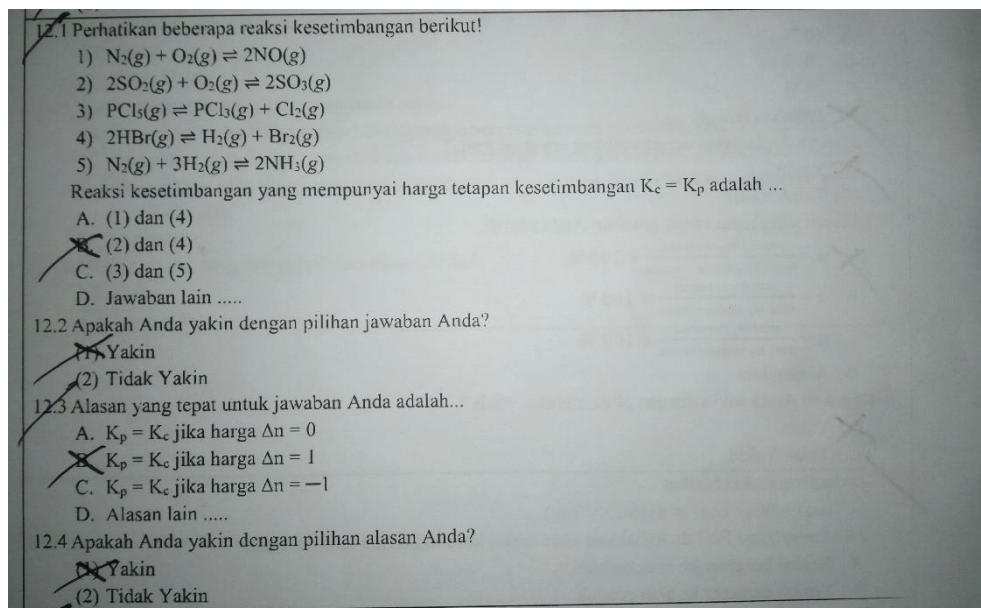 12.1 Perhatikan beberapa reaksi kesetimbangan berikut!
1) N₂(g) + O₂(g) ⇌ 2NO(g)
2) 2SO₂(g) + O₂(g) ⇌ 2SO₃(g)
3) PCl₅(g) ⇌ PCl₃(g) + Cl₂(g)
4) 2HBr(g) ⇌ H₂(g) + Br₂(g)
5) N₂(g) + 3H₂(g) ⇌ 2NH₃(g)
Reaksi kesetimbangan yang mempunyai harga tetapan kesetimbangan Kc = Kp adalah ...
A. (1) dan (4)
B. (2) dan (4)
C. (3) dan (5)
D. Jawaban lain .....
12.2 Apakah Anda yakin dengan pilihan jawaban Anda?
(1) Yakin
(2) Tidak Yakin
12.3 Alasan yang tepat untuk jawaban Anda adalah...
A. Kp = Kc jika harga Δn = 0
B. Kp = Kc jika harga Δn = 1
C. Kp = Kc jika harga Δn = −1
D. Alasan lain .....
12.4 Apakah Anda yakin dengan pilihan alasan Anda?
(1) Yakin
(2) Tidak Yakin